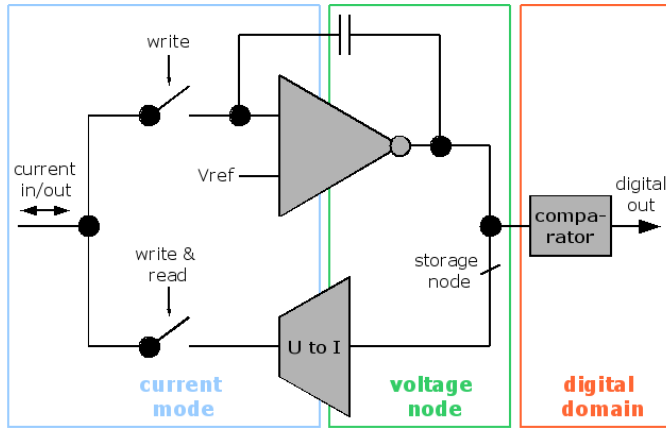 write
current
in/out
Vref
write &
read
U to I
storage
node
compa-
rator
digital
out
current
mode
voltage
node
digital
domain